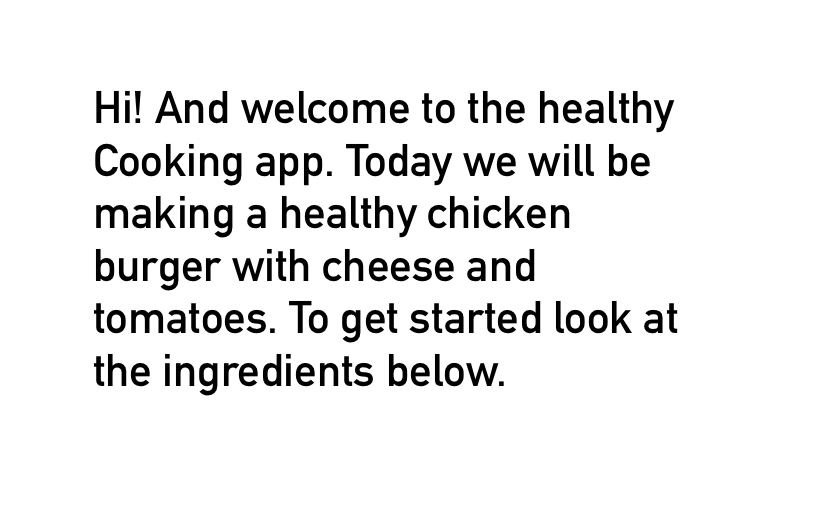 Hi! And welcome to the healthy
Cooking app. Today we will be
making a healthy chicken
burger with cheese and
tomatoes. To get started look at
the ingredients below.